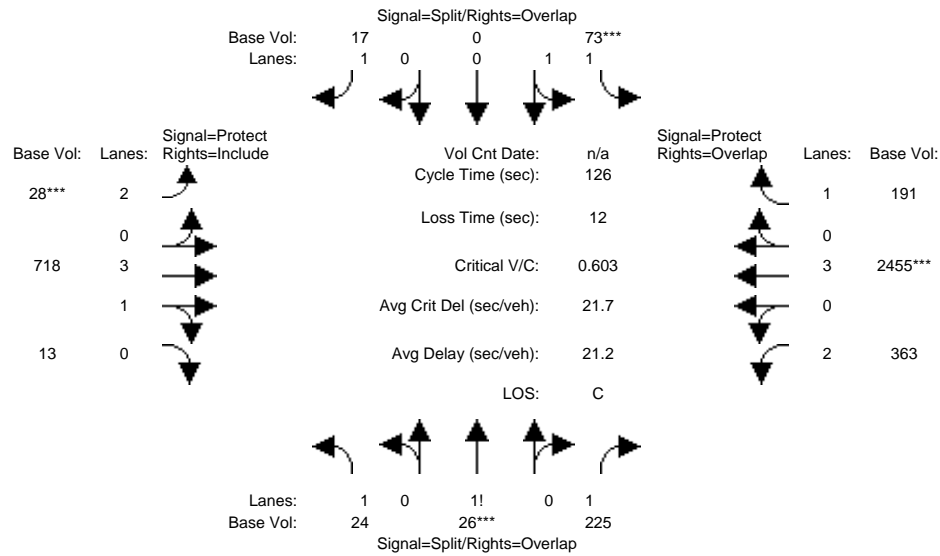 Signal=Split/Rights=Overlap
Base Vol: 17 0 73***
Lanes: 1 0 0 1 1
Signal=Protect
Base Vol: Lanes: Rights=Include
28*** 2
0
718 3
1
13 0
Vol Cnt Date: n/a
Cycle Time (sec): 126
Loss Time (sec): 12
Critical V/C: 0.603
Avg Crit Del (sec/veh): 21.7
Avg Delay (sec/veh): 21.2
LOS: C
Signal=Protect
Rights=Overlap Lanes: Base Vol:
1 191
0
3 2455***
0
2 363
Lanes: 1 0 1! 0 1
Base Vol: 24 26*** 225
Signal=Split/Rights=Overlap